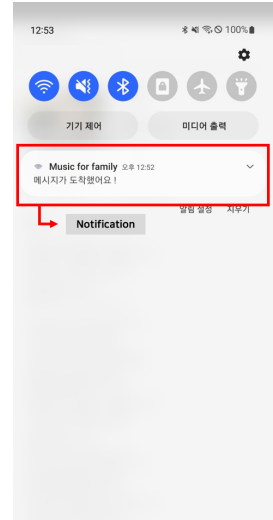 12:53 100%
기기 제어 미디어 출력
Music for family 오후 12:52
메시지가 도착했어요 !
알림 설정 지우기
Notification